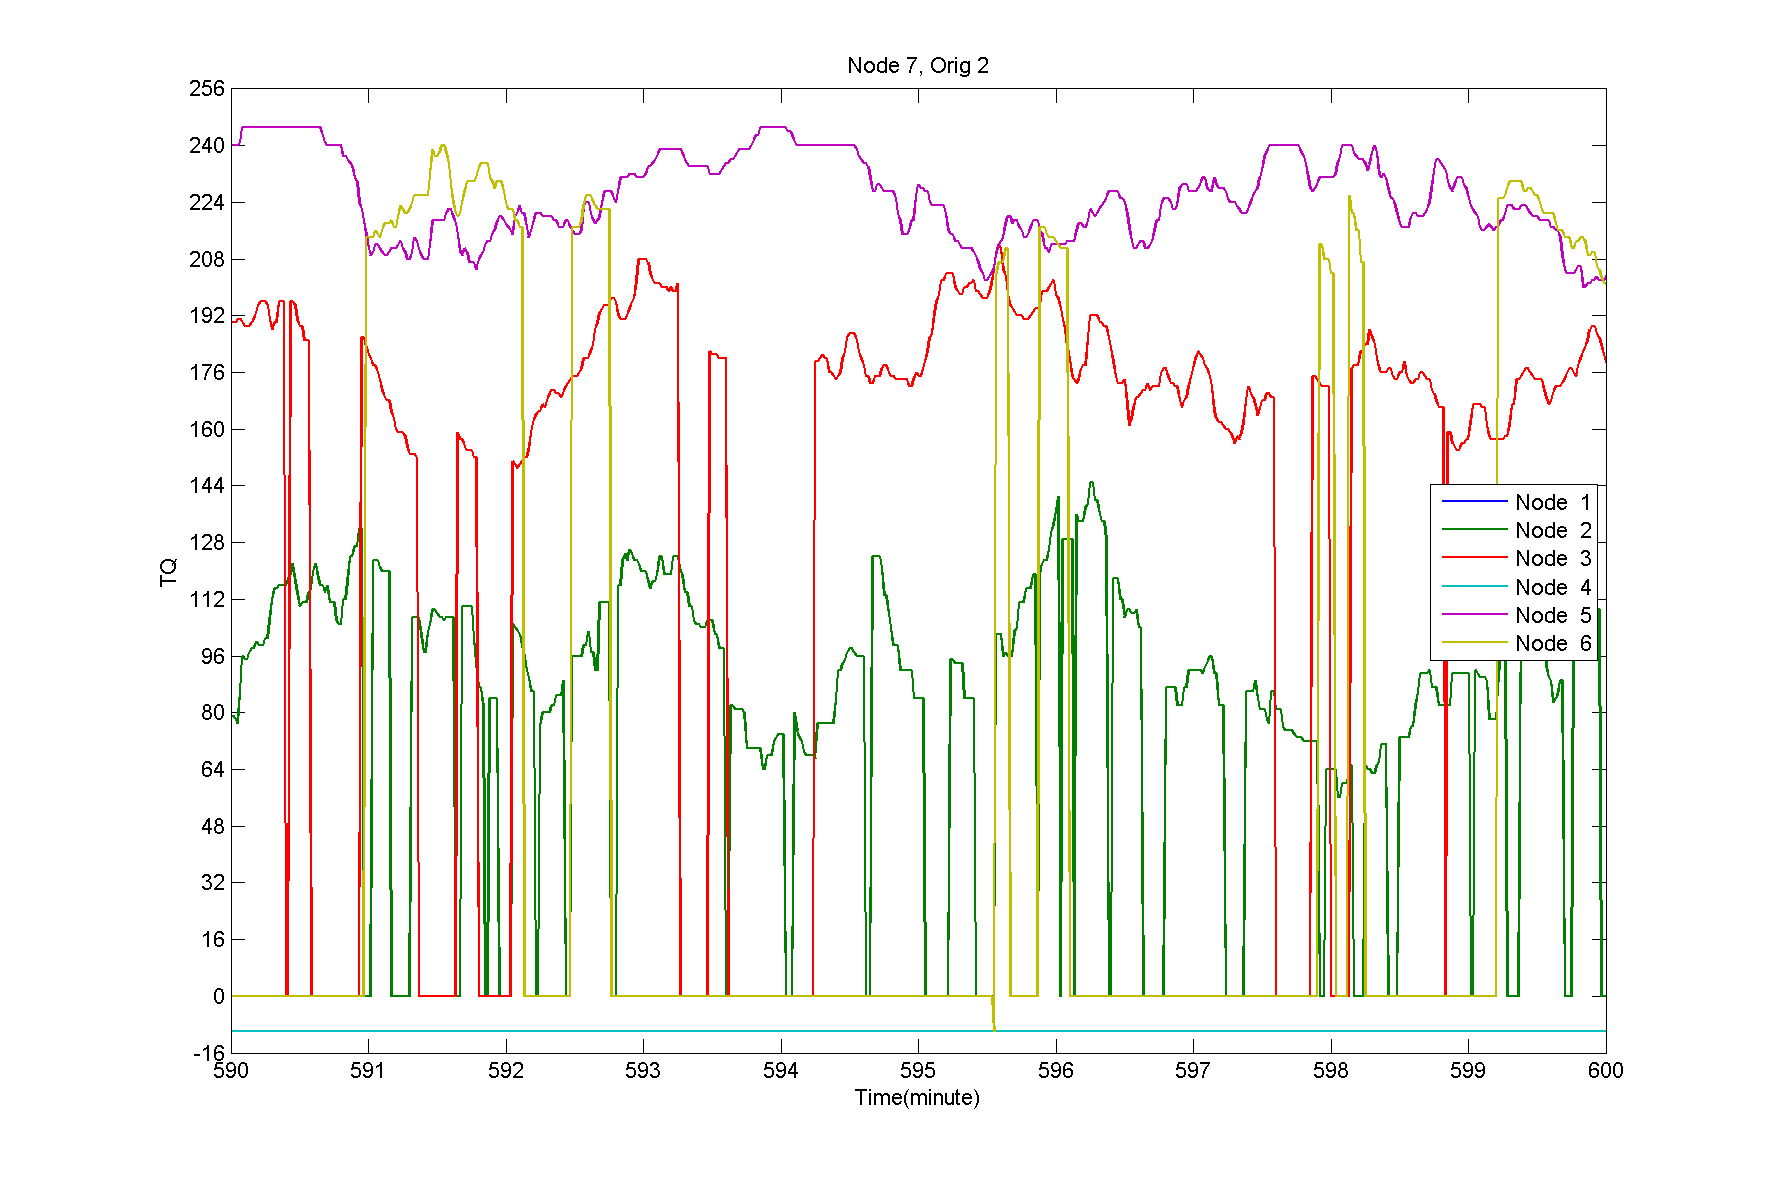 Node 7, Orig 2
256
240
224
208
192
176
160
144
128
112
96
80
64
48
32
16
0
-16
TQ
Node 1
Node 2
Node 3
Node 4
Node 5
Node 6
590 591 592 593 594 595 596 597 598 599 600
Time(minute)